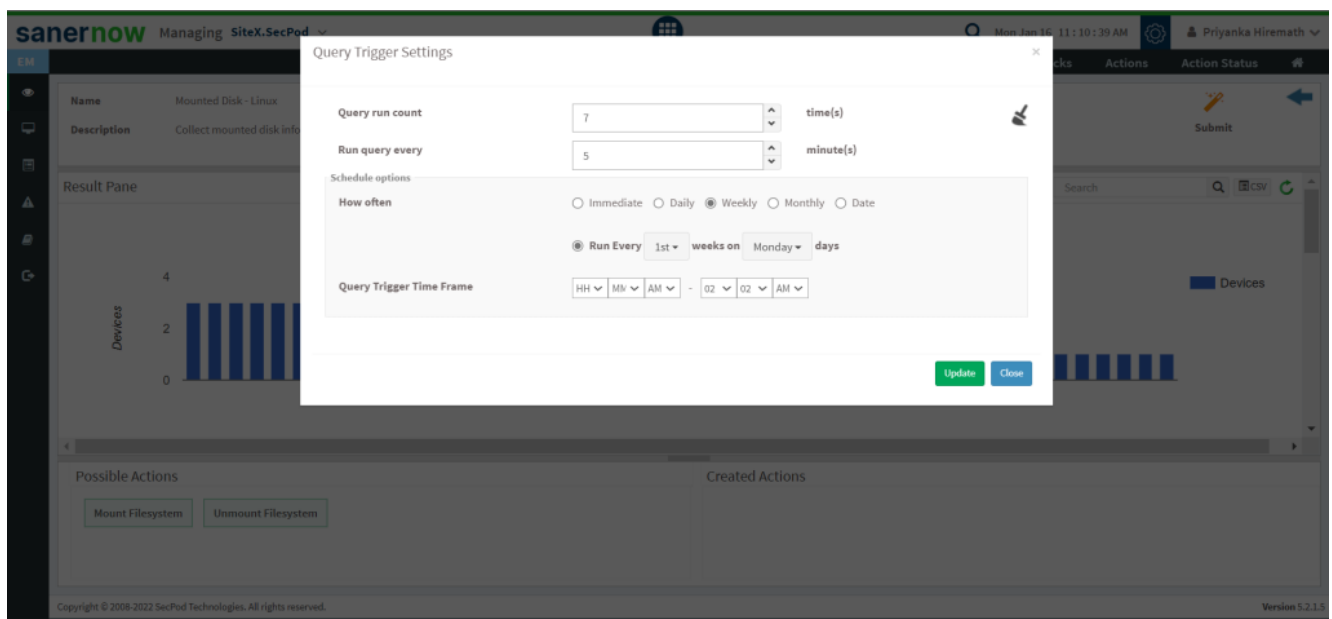 sanernow Managing SiteX.SecPod
Mon Jan 16 11:10:39 AM Priyanka Hiremath
EM
Actions Action Status
Query Trigger Settings ×
Name Mounted Disk - Linux
Description Collect mounted disk info
Submit
Query run count 7 time(s)
Run query every 5 minute(s)
Schedule options
How often Immediate Daily Weekly Monthly Date
Run Every 1st weeks on Monday days
Query Trigger Time Frame HH MM AM - 02 02 AM
Update Close
Result Pane Search CSV
4
2
0
Devices
Devices
Possible Actions Created Actions
Mount Filesystem Unmount Filesystem
Copyright © 2008-2022 SecPod Technologies. All rights reserved. Version 5.2.1.5